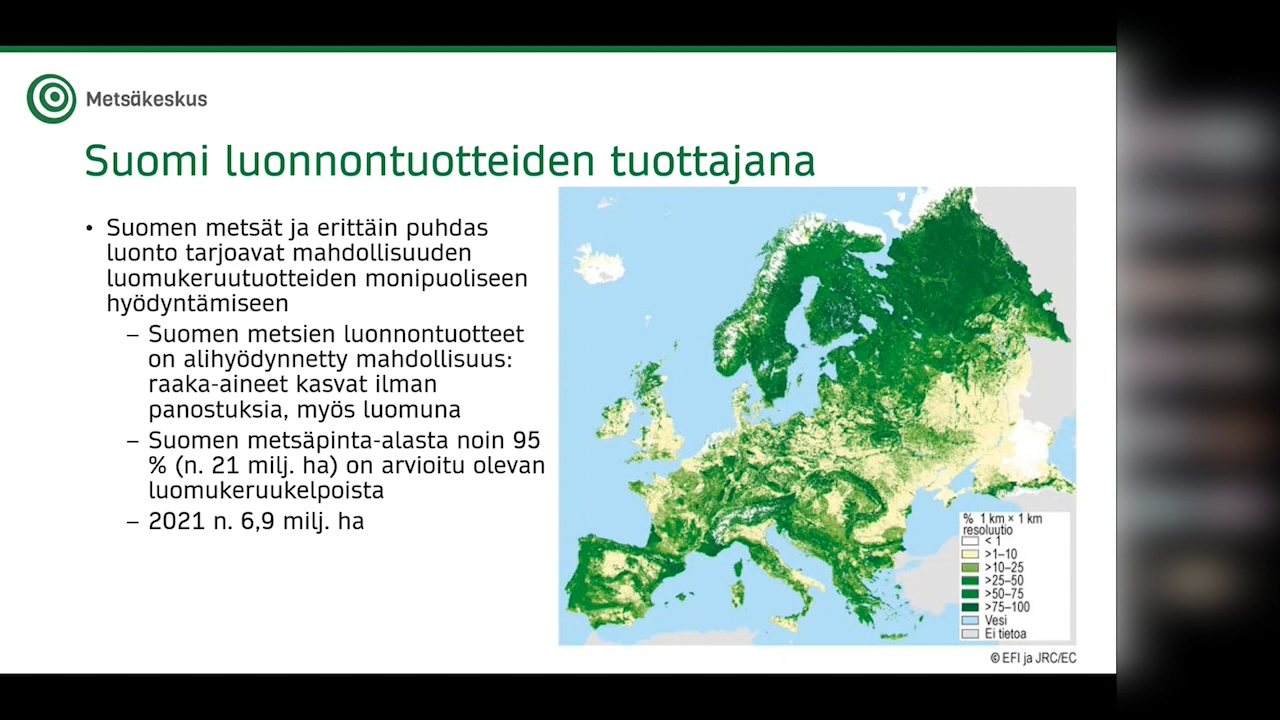 Metsäkeskus
Suomi luonnontuotteiden tuottajana
• Suomen metsät ja erittäin puhdas
luonto tarjoavat mahdollisuuden
luomukeruutuotteiden monipuoliseen
hyödyntämiseen
– Suomen metsien luonnontuotteet
on alihyödynnetty mahdollisuus:
raaka-aineet kasvat ilman
panostuksia, myös luomuna
– Suomen metsäpinta-alasta noin 95
% (n. 21 milj. ha) on arvioitu olevan
luomukeruukelpoista
– 2021 n. 6,9 milj. ha
% 1 km × 1 km
resoluutio
< 1
>1–10
>10–25
>25–50
>50–75
>75–100
Vesi
Ei tietoa
© EFI ja JRC/EC